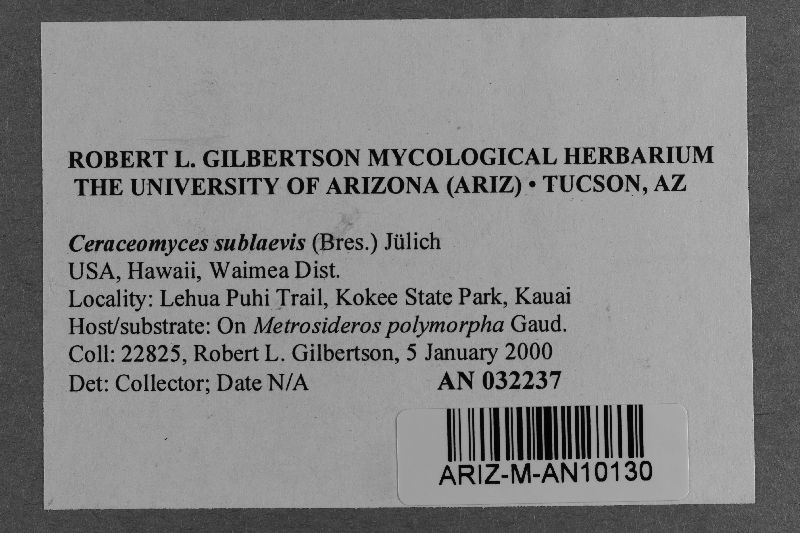 ROBERT L. GILBERTSON MYCOLOGICAL HERBARIUM
THE UNIVERSITY OF ARIZONA (ARIZ) • TUCSON, AZ
Ceraceomyces sublaevis (Bres.) Jülich
USA, Hawaii, Waimea Dist.
Locality: Lehua Puhi Trail, Kokee State Park, Kauai
Host/substrate: On Metrosideros polymorpha Gaud.
Coll: 22825, Robert L. Gilbertson, 5 January 2000
Det: Collector; Date N/A AN 032237
ARIZ-M-AN10130